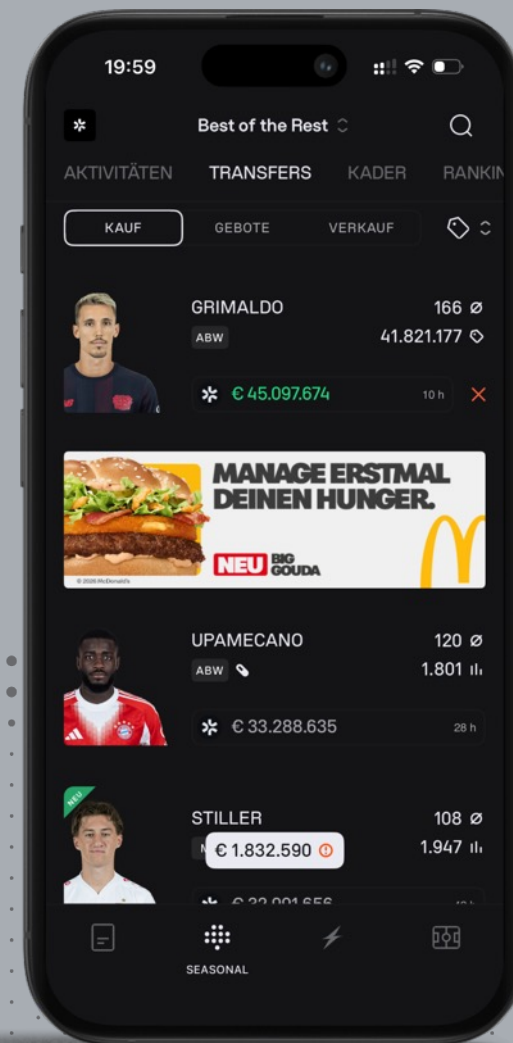 19:59
Best of the Rest
AKTIVITÄTEN TRANSFERS KADER RANKIN
KAUF GEBOTE VERKAUF
GRIMALDO 166 Ø
ABW 41.821.177
€ 45.097.674 10 h
MANAGE ERSTMAL
DEINEN HUNGER.
NEU BIG
GOUDA
© 2026 McDonald's
UPAMECANO 120 Ø
ABW 1.801
€ 33.288.635 28 h
NEU
STILLER 108 Ø
€ 1.832.590 1.947
SEASONAL